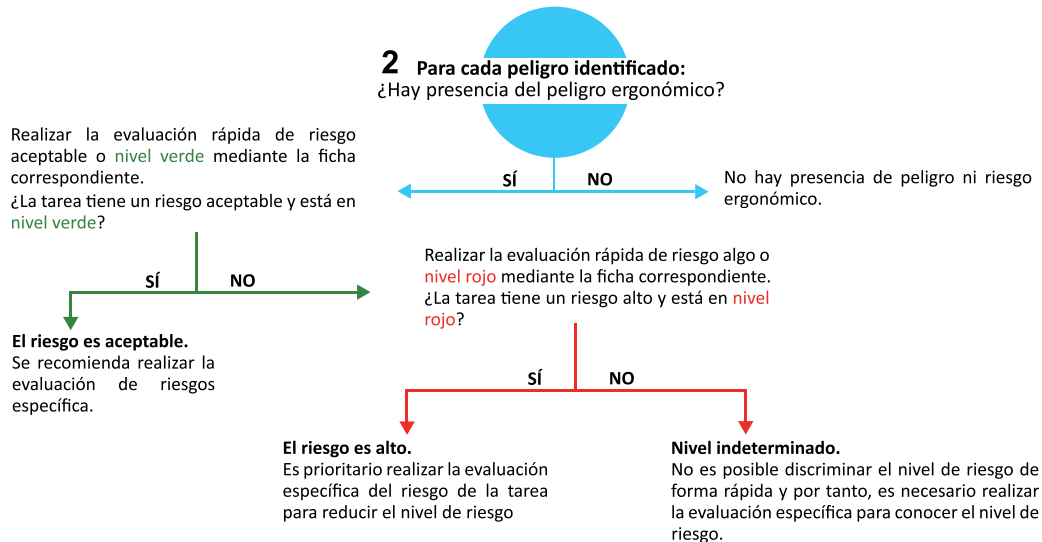 2 Para cada peligro identificado:
¿Hay presencia del peligro ergonómico?
SÍ
NO
Realizar la evaluación rápida de riesgo
aceptable o nivel verde mediante la ficha
correspondiente.
¿La tarea tiene un riesgo aceptable y está en
nivel verde?
No hay presencia de peligro ni riesgo
ergonómico.
SÍ
NO
Realizar la evaluación rápida de riesgo algo o
nivel rojo mediante la ficha correspondiente.
¿La tarea tiene un riesgo alto y está en nivel
rojo?
El riesgo es aceptable.
Se recomienda realizar la
evaluación de riesgos
específica.
SÍ
NO
El riesgo es alto.
Es prioritario realizar la evaluación
específica del riesgo de la tarea
para reducir el nivel de riesgo
Nivel indeterminado.
No es posible discriminar el nivel de riesgo de
forma rápida y por tanto, es necesario realizar
la evaluación específica para conocer el nivel de
riesgo.